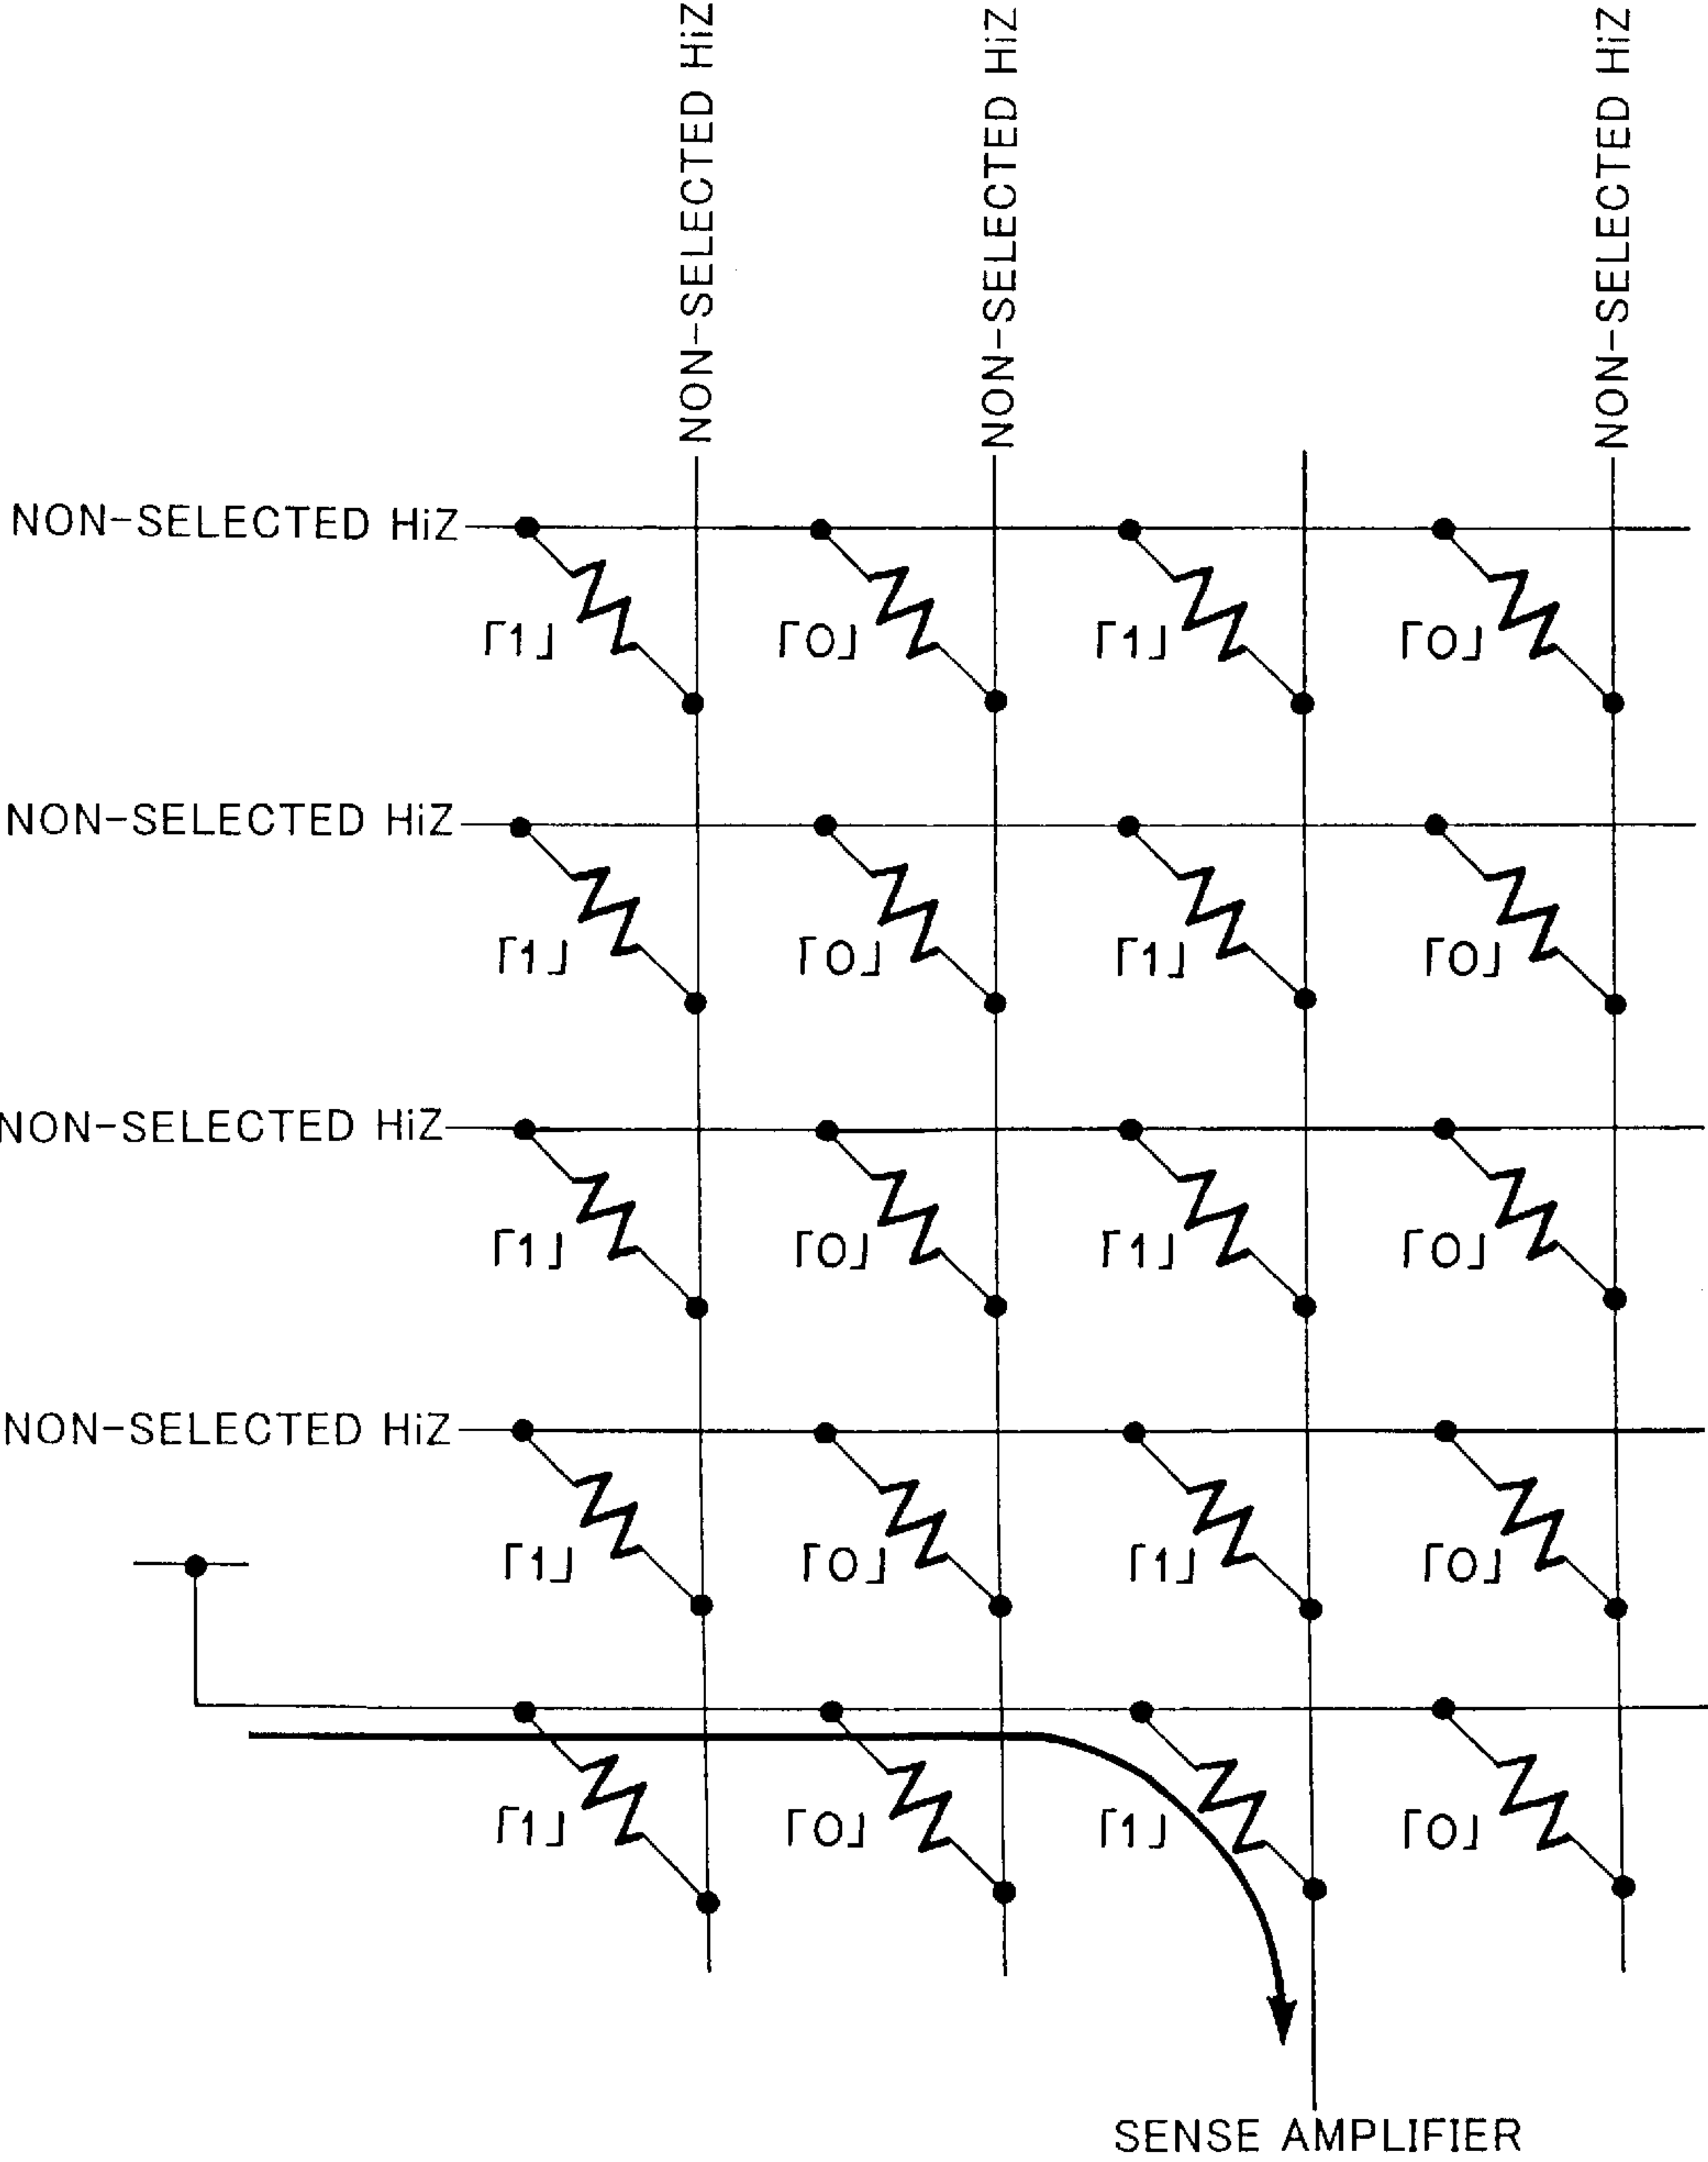 NON-SELECTED HiZ
NON-SELECTED HiZ
NON-SELECTED HiZ
NON-SELECTED HiZ
「1」 「0」 「1」 「0」
NON-SELECTED HiZ
「1」 「0」 「1」 「0」
NON-SELECTED HiZ
「1」 「0」 「1」 「0」
NON-SELECTED HiZ
「1」 「0」 「1」 「0」
「1」 「0」 「1」 「0」
SENSE AMPLIFIER